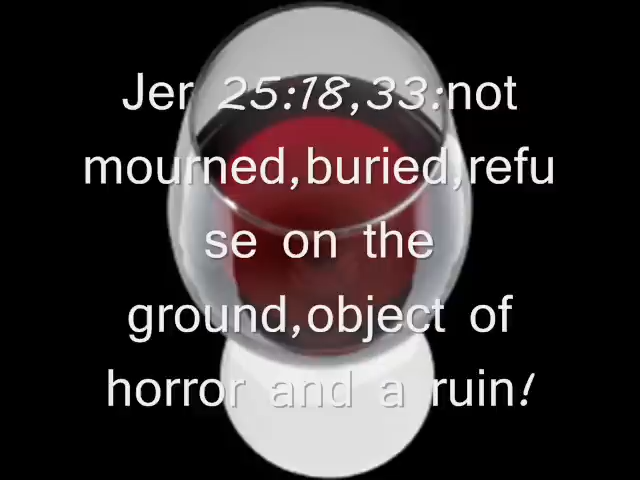 Jer 25:18,33:not
mourned,buried,refu
se on the
ground,object of
horror and a ruin!